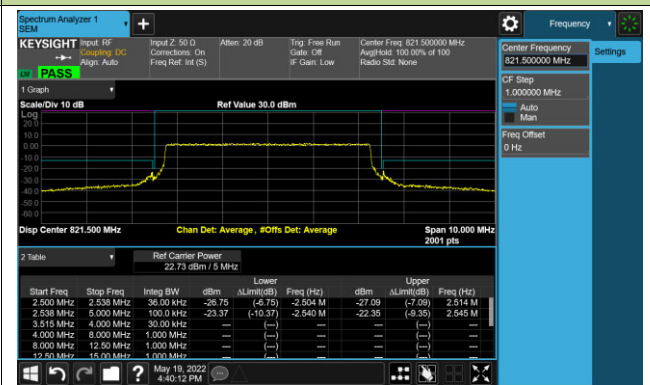 Spectrum Analyzer 1
SEM
Frequency
KEYSIGHT
Input: RF
Coupling: DC
Align: Auto
Input Z: 50 Ω
Corrections: On
Freq Ref: Int (S)
Atten: 20 dB
Trig: Free Run
Gate: Off
IF Gain: Low
Center Freq: 821.500000 MHz
Avg|Hold: 100.00% of 100
Radio Std: None
PASS
Center Frequency
821.500000 MHz
Settings
CF Step
1.000000 MHz
Auto
Man
Freq Offset
0 Hz
1 Graph
Scale/Div 10 dB
Ref Value 30.0 dBm
Log
20.0
10.0
0.00
-10.0
-20.0
-30.0
-40.0
-50.0
-60.0
Disp Center 821.500 MHz
Chan Det: Average, #Offs Det: Average
Span 10.000 MHz
2001 pts
2 Table
Ref Carrier Power
22.73 dBm / 5 MHz
Lower Upper
Start Freq Stop Freq Integ BW dBm ΔLimit(dB) Freq (Hz) dBm ΔLimit(dB) Freq (Hz)
2.500 MHz 2.538 MHz 36.00 kHz -26.75 (-6.75) -2.504 M -27.09 (-7.09) 2.514 M
2.538 MHz 5.000 MHz 100.0 kHz -23.37 (-10.37) -2.540 M -22.35 (-9.35) 2.545 M
3.515 MHz 4.000 MHz 30.00 kHz --- (---) --- --- (---) ---
4.000 MHz 8.000 MHz 1.000 MHz --- (---) --- --- (---) ---
8.000 MHz 12.50 MHz 1.000 MHz --- (---) --- --- (---) ---
12.50 MHz 15.00 MHz 1.000 MHz --- (---) --- --- (---) ---
?
May 19, 2022
4:40:12 PM